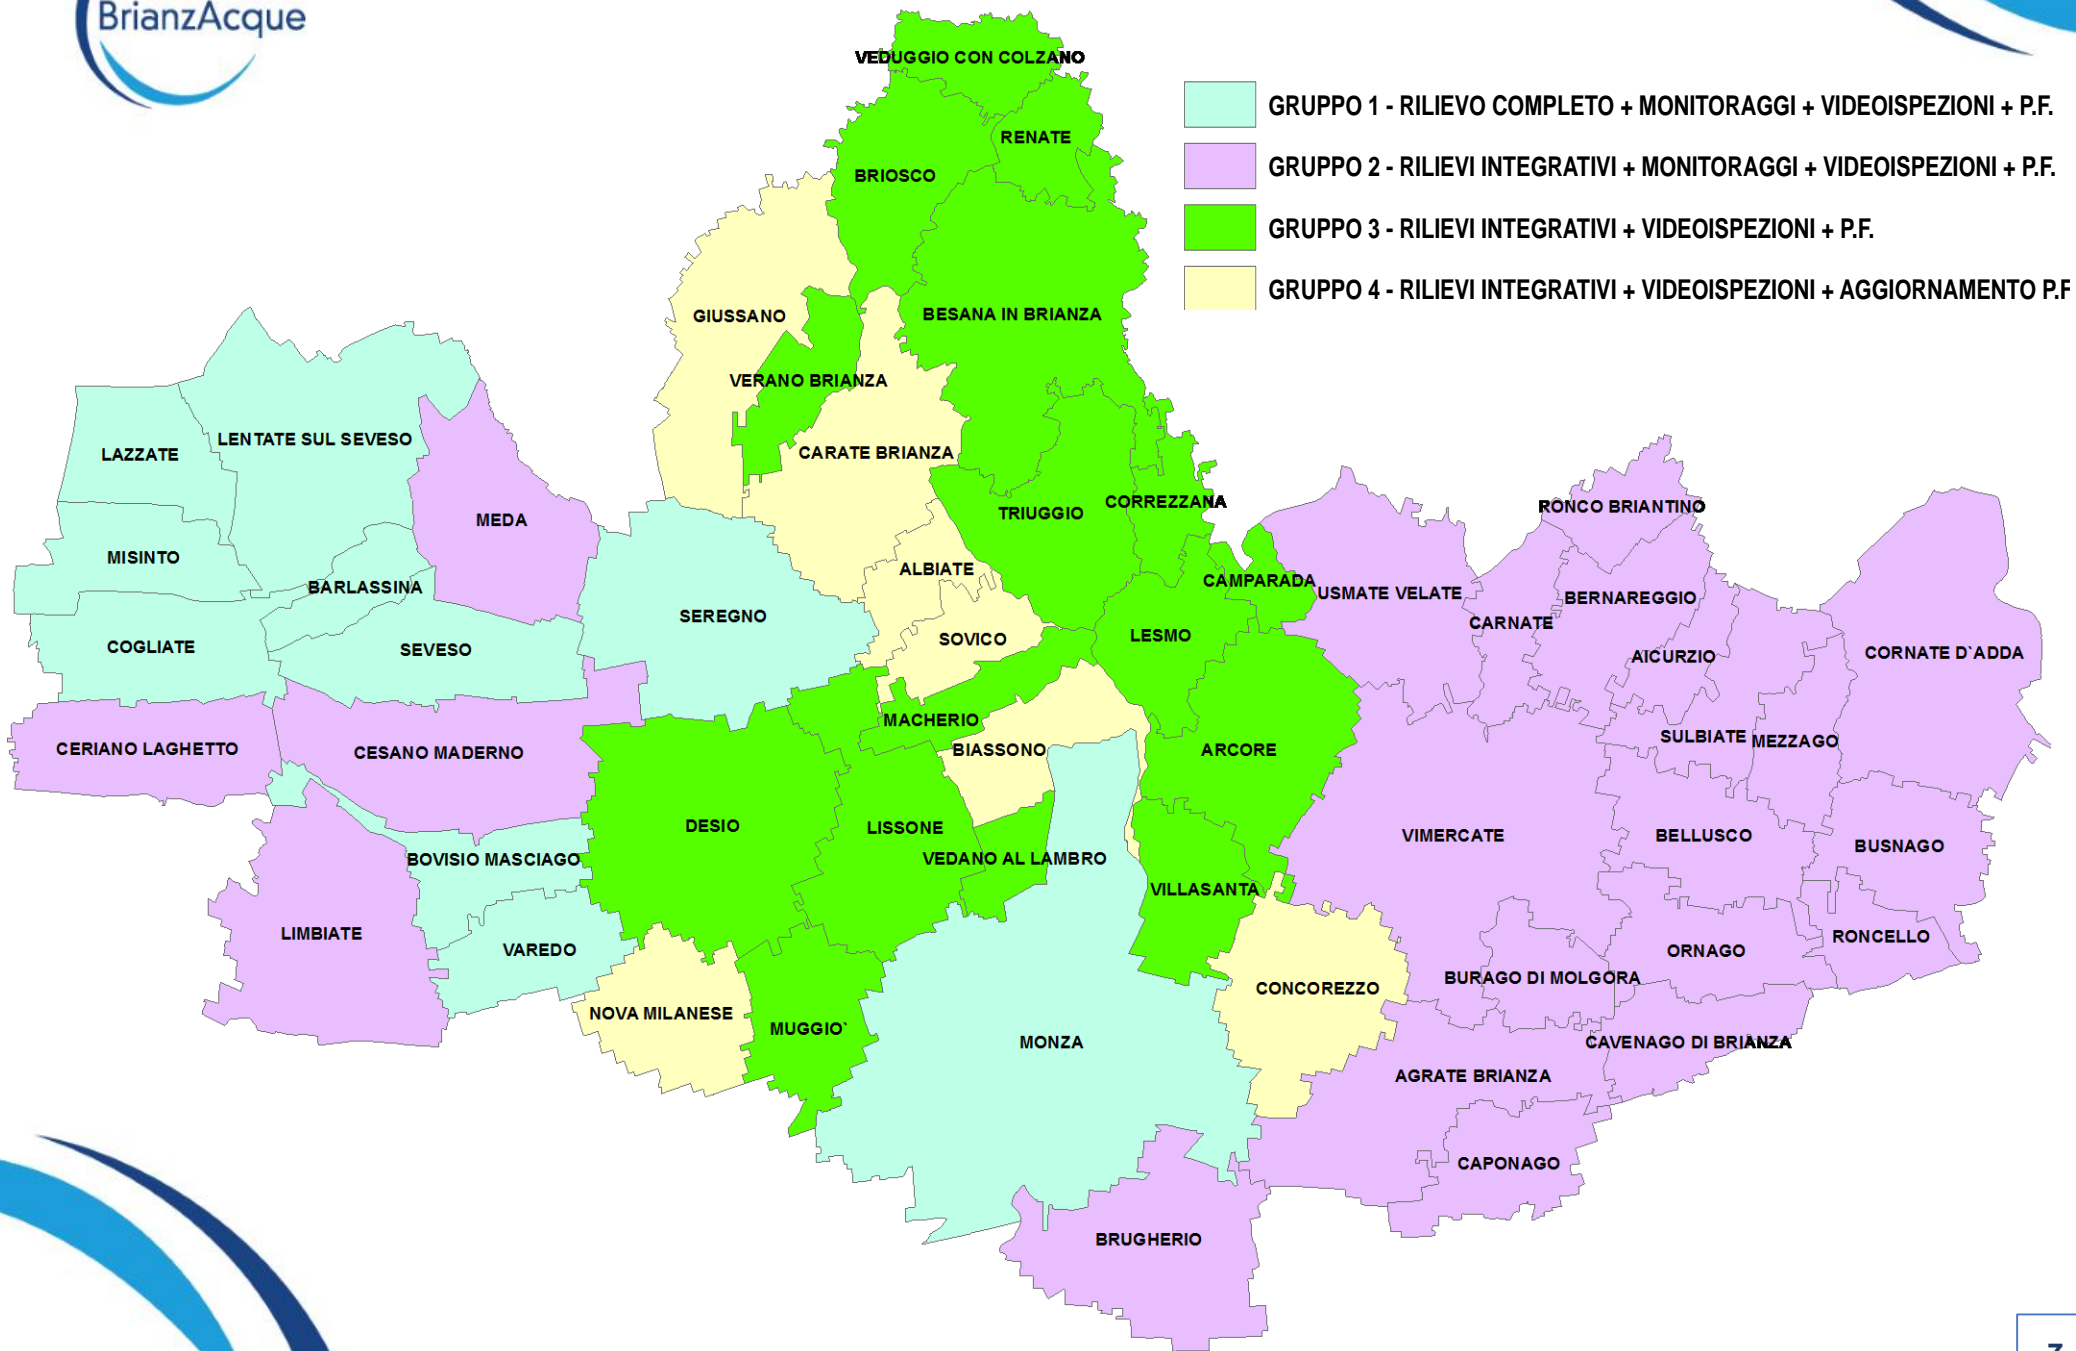 BrianzAcque
GRUPPO 1 - RILIEVO COMPLETO + MONITORAGGI + VIDEOISPEZIONI + P.F.
GRUPPO 2 - RILIEVI INTEGRATIVI + MONITORAGGI + VIDEOISPEZIONI + P.F.
GRUPPO 3 - RILIEVI INTEGRATIVI + VIDEOISPEZIONI + P.F.
GRUPPO 4 - RILIEVI INTEGRATIVI + VIDEOISPEZIONI + AGGIORNAMENTO P.F
VEDUGGIO CON COLZANO
RENATE
BRIOSCO
GIUSSANO
BESANA IN BRIANZA
VERANO BRIANZA
LENTATE SUL SEVESO
LAZZATE
CARATE BRIANZA
MEDA
TRIUGGIO
CORREZZANA
RONCO BRIANTINO
MISINTO
BARLASSINA
ALBIATE
CAMPARADA
USMATE VELATE
BERNAREGGIO
CARNATE
SEREGNO
COGLIATE
SEVESO
SOVICO
LESMO
AICURZIO
CORNATE D`ADDA
CERIANO LAGHETTO
CESANO MADERNO
MACHERIO
BIASSONO
ARCORE
SULBIATE
MEZZAGO
DESIO
LISSONE
VIMERCATE
BELLUSCO
BUSNAGO
BOVISIO MASCIAGO
VEDANO AL LAMBRO
VILLASANTA
LIMBIATE
VAREDO
ORNAGO
RONCELLO
BURAGO DI MOLGORA
CONCOREZZO
NOVA MILANESE
MUGGIO`
MONZA
CAVENAGO DI BRIANZA
AGRATE BRIANZA
CAPONAGO
BRUGHERIO